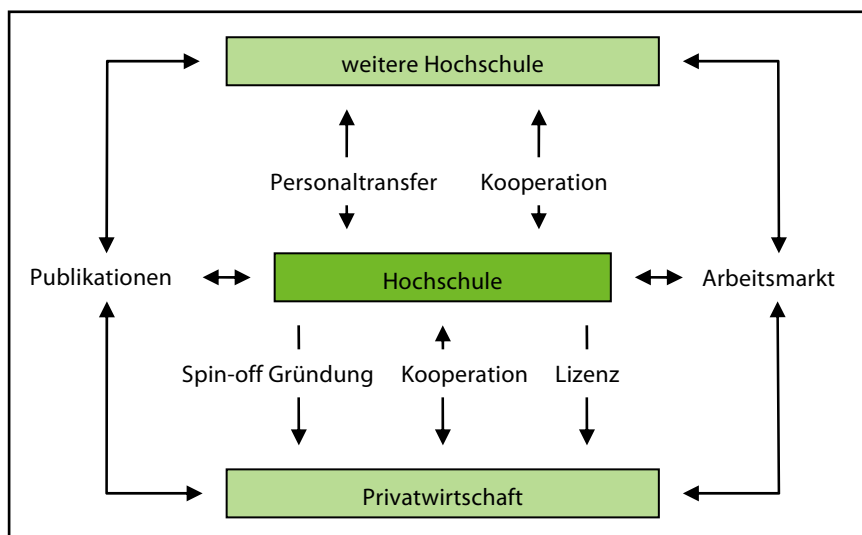 weitere Hochschule
Personaltransfer Kooperation
Publikationen Hochschule Arbeitsmarkt
Spin-off Gründung Kooperation Lizenz
Privatwirtschaft